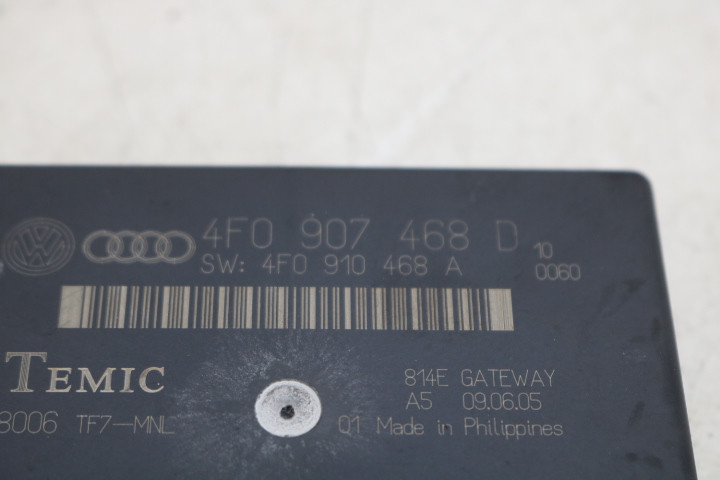 4F0 907 468 D
SW: 4F0 910 468 A
10
0060
TEMIC
814E GATEWAY
A5 09.06.05
8006 TF7-MNL
Q1 Made in Philippines